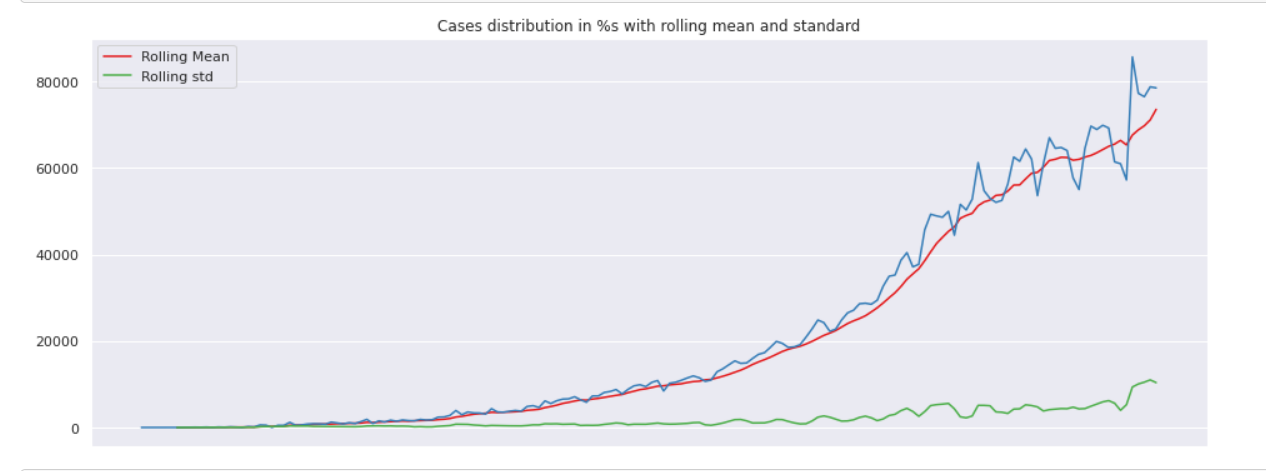 Cases distribution in %s with rolling mean and standard
Rolling Mean
Rolling std
80000
60000
40000
20000
0